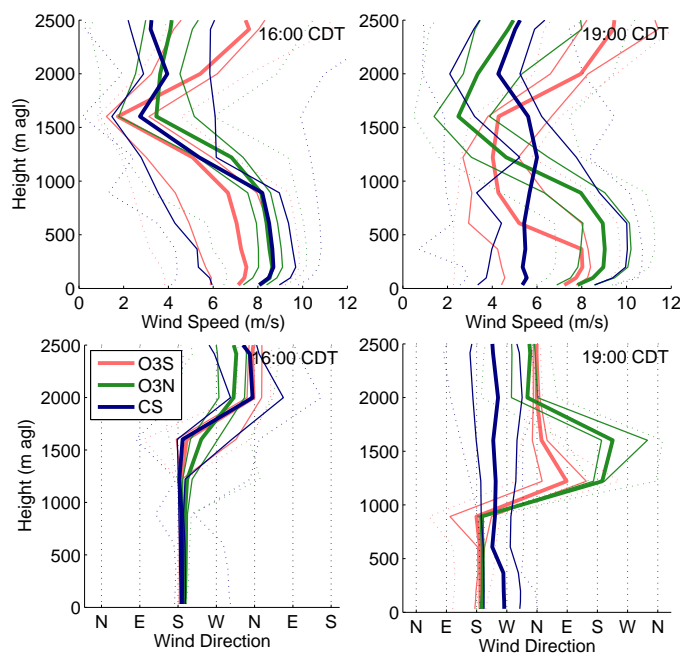 2500
2000
1500
1000
500
0
Height (m agl)
16:00 CDT
0 2 4 6 8 10 12
Wind Speed (m/s)
2500
2000
1500
1000
500
0
19:00 CDT
0 2 4 6 8 10 12
Wind Speed (m/s)
2500
2000
1500
1000
500
0
Height (m agl)
O3S
O3N
CS
16:00 CDT
N E S W N E S
Wind Direction
2500
2000
1500
1000
500
0
19:00 CDT
N E S W N E S W N
Wind Direction